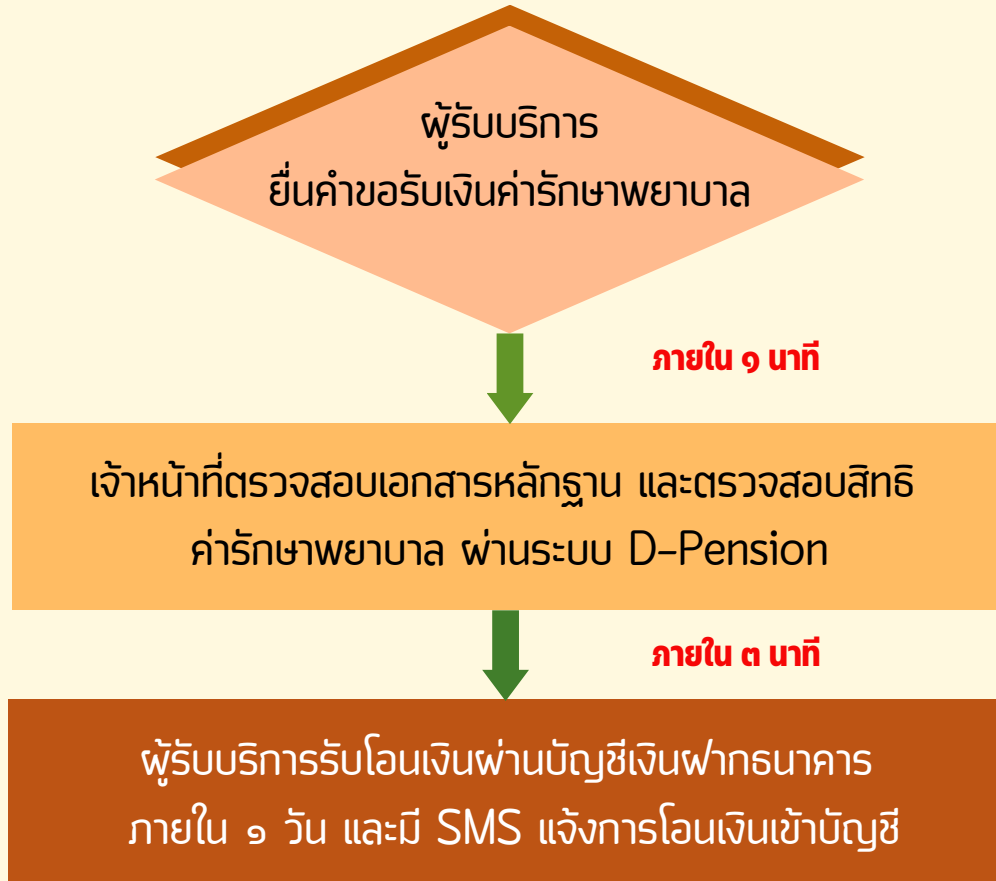 ผู้รับบริการ
ยื่นคำขอรับเงินค่ารักษาพยาบาล
ภายใน ๑ นาที
เจ้าหน้าที่ตรวจสอบเอกสารหลักฐาน และตรวจสอบสิทธิ
ค่ารักษาพยาบาล ผ่านระบบ D-Pension
ภายใน ๓ นาที
ผู้รับบริการรับโอนเงินผ่านบัญชีเงินฝากธนาคาร
ภายใน ๑ วัน และมี SMS แจ้งการโอนเงินเข้าบัญชี